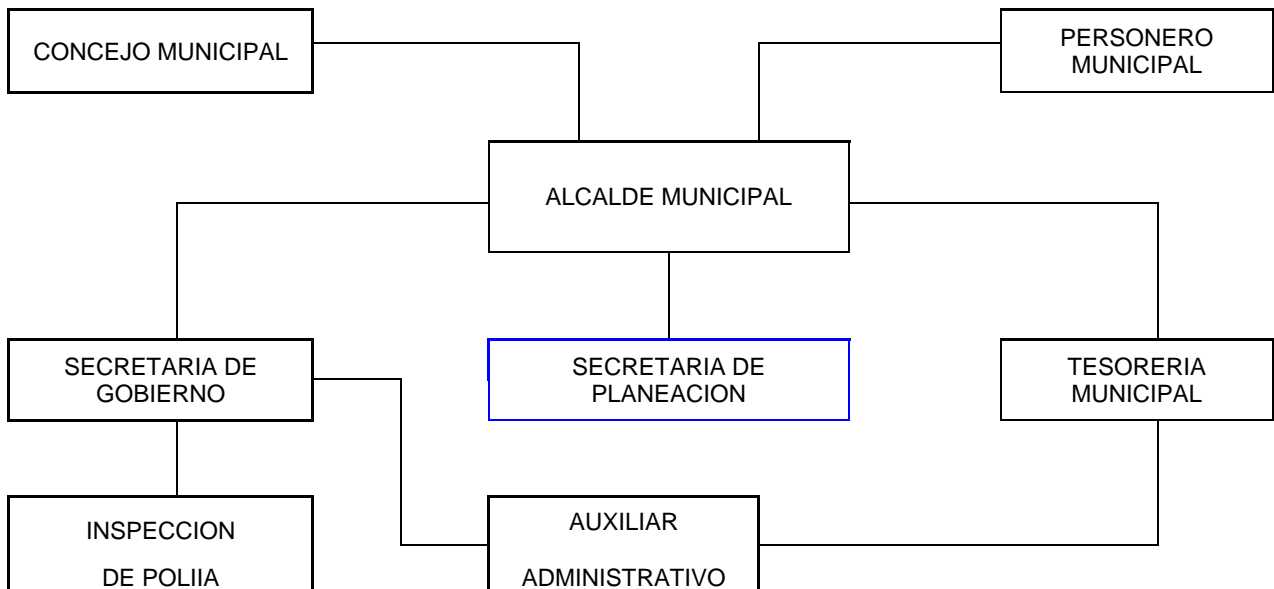 CONCEJO MUNICIPAL
PERSONERO
MUNICIPAL
ALCALDE MUNICIPAL
SECRETARIA DE
GOBIERNO
SECRETARIA DE
PLANEACION
TESORERIA
MUNICIPAL
INSPECCION
DE POLIIA
AUXILIAR
ADMINISTRATIVO